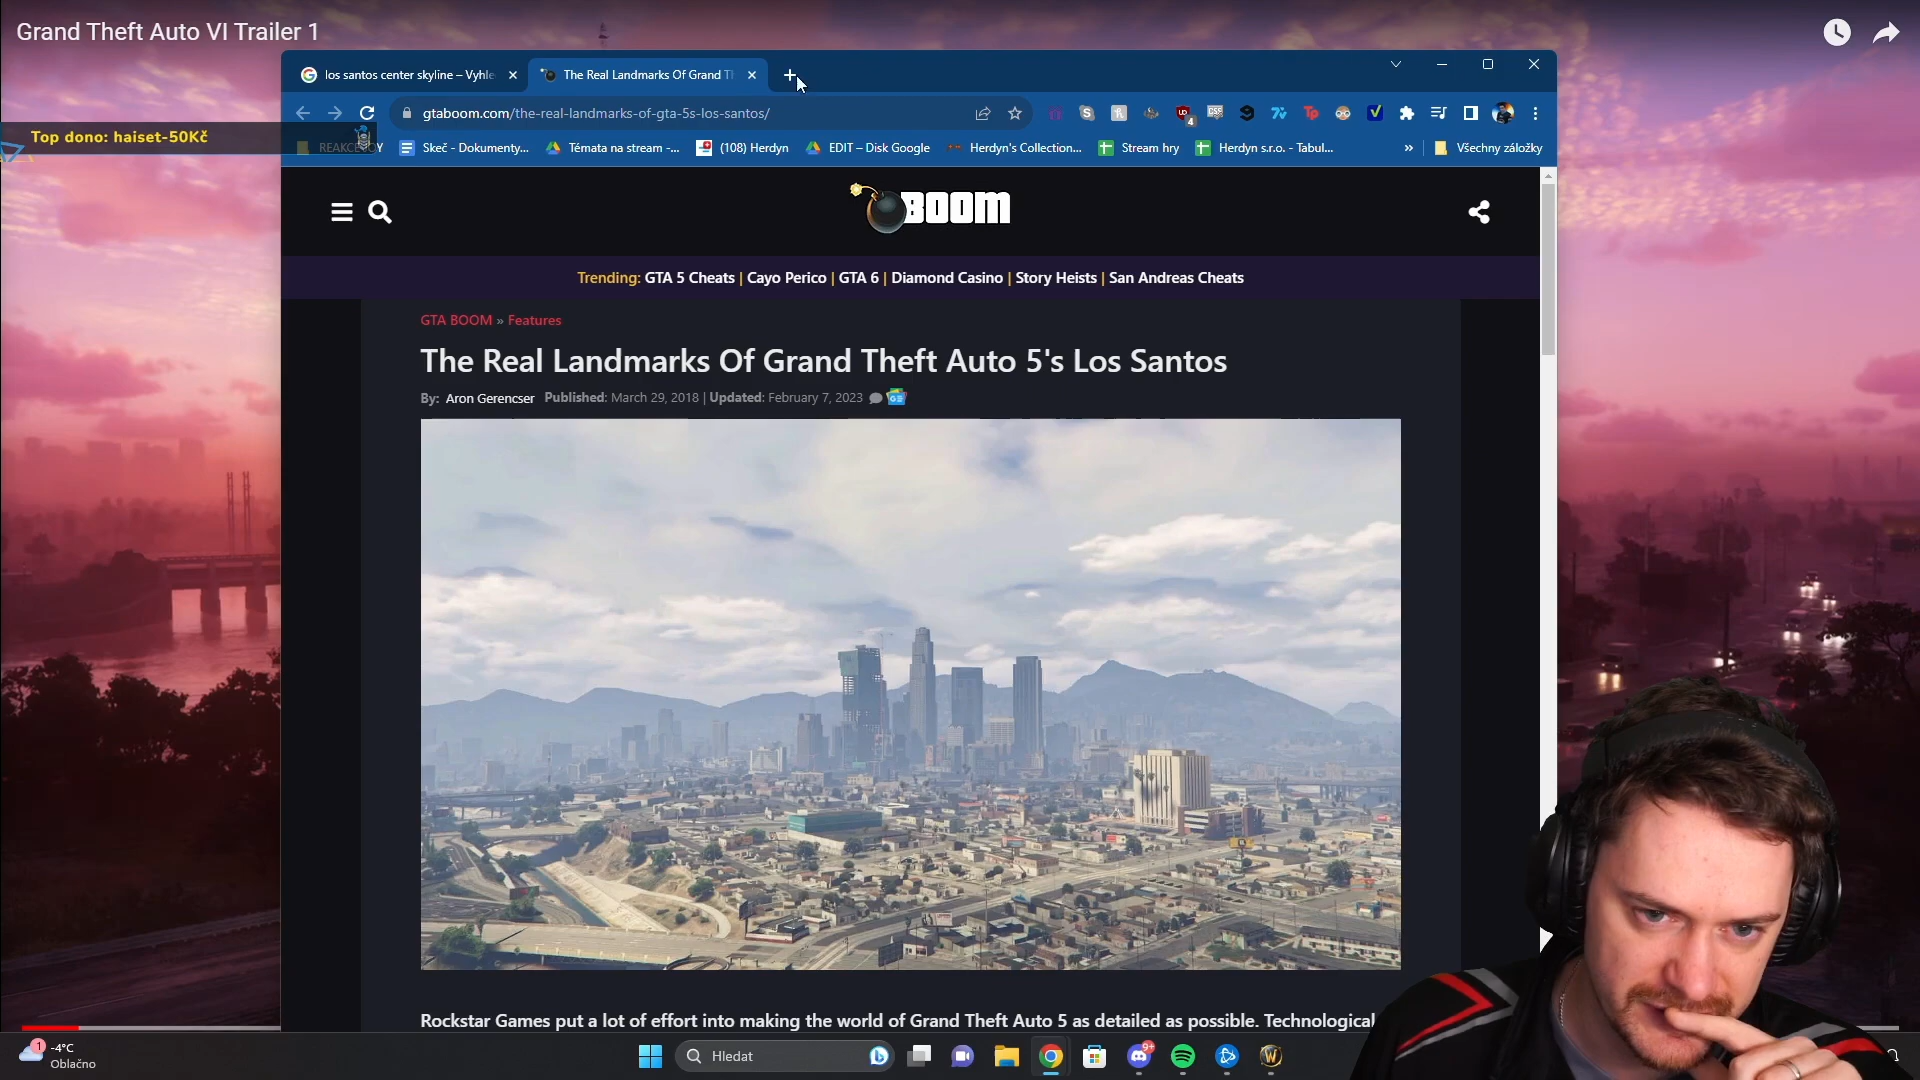 Grand Theft Auto VI Trailer 1
los santos center skyline – Vyhle
The Real Landmarks Of Grand Th
gtaboom.com/the-real-landmarks-of-gta-5s-los-santos/
4
Top dono: haiset-50Kč
Skeč - Dokumenty...
Témata na stream -...
(108) Herdyn
EDIT – Disk Google
Herdyn's Collection...
Stream hry
Herdyn s.r.o. - Tabul...
»
Všechny záložky
BOOM
Trending: GTA 5 Cheats | Cayo Perico | GTA 6 | Diamond Casino | Story Heists | San Andreas Cheats
GTA BOOM » Features
The Real Landmarks Of Grand Theft Auto 5's Los Santos
By: Aron Gerencser Published: March 29, 2018 | Updated: February 7, 2023
Rockstar Games put a lot of effort into making the world of Grand Theft Auto 5 as detailed as possible. Technological
1
-4°C
Oblačno
Hledat
9+